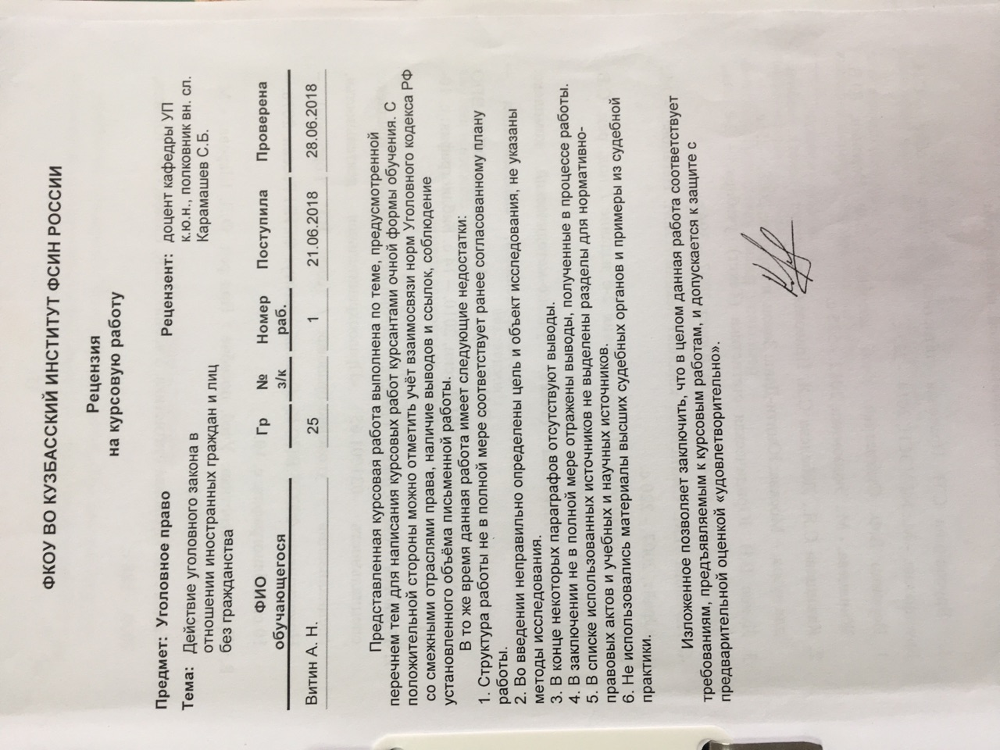 ФКОУ ВО КУЗБАССКИЙ ИНСТИТУТ ФСИН РОССИИ
Рецензия
на курсовую работу
Предмет: Уголовное право
Рецензент: доцент кафедры УП
к.ю.н., полковник вн. сл.
Карамашев С.Б.
Тема: Действие уголовного закона в
отношении иностранных граждан и лиц
без гражданства
ФИО обучающегося Гр № з/к Номер раб. Поступила Проверена
Витин А. Н. 25 1 21.06.2018 28.06.2018
Представленная курсовая работа выполнена по теме, предусмотренной
перечнем тем для написания курсовых работ курсантами очной формы обучения. С
положительной стороны можно отметить учёт взаимосвязи норм Уголовного кодекса РФ
со смежными отраслями права, наличие выводов и ссылок, соблюдение
установленного объёма письменной работы.
В то же время данная работа имеет следующие недостатки:
1. Структура работы не в полной мере соответствует ранее согласованному плану
работы.
2. Во введении неправильно определены цель и объект исследования, не указаны
методы исследования.
3. В конце некоторых параграфов отсутствуют выводы.
4. В заключении не в полной мере отражены выводы, полученные в процессе работы.
5. В списке использованных источников не выделены разделы для нормативно-
правовых актов и учебных и научных источников.
6. Не использовались материалы высших судебных органов и примеры из судебной
практики.
Изложенное позволяет заключить, что в целом данная работа соответствует
требованиям, предъявляемым к курсовым работам, и допускается к защите с
предварительной оценкой «удовлетворительно».